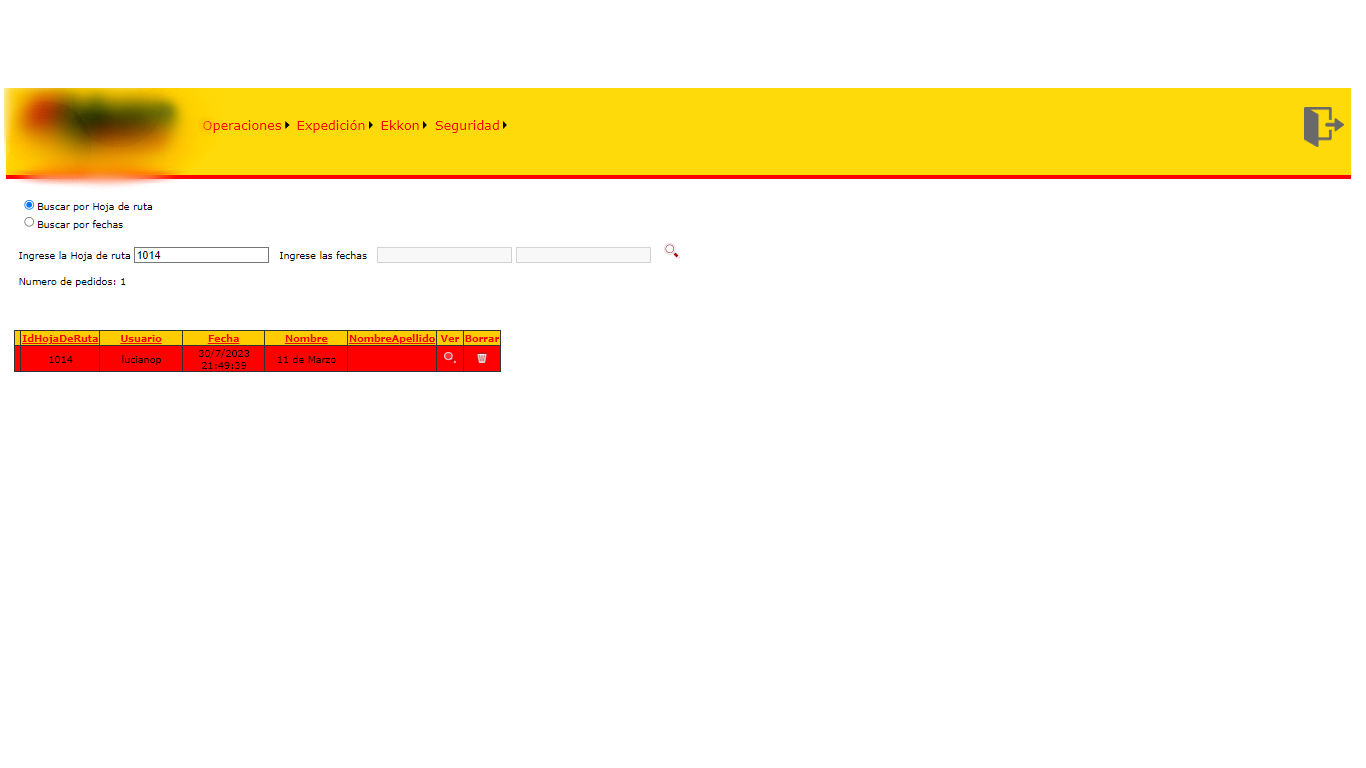 Operaciones Expedición Ekkon Seguridad
Buscar por Hoja de ruta
Buscar por fechas
Ingrese la Hoja de ruta 1014 Ingrese las fechas
Numero de pedidos: 1
IdHojaDeRuta Usuario Fecha Nombre NombreApellido Ver Borrar
1014 lucianop 30/7/2023 21:49:39 11 de Marzo